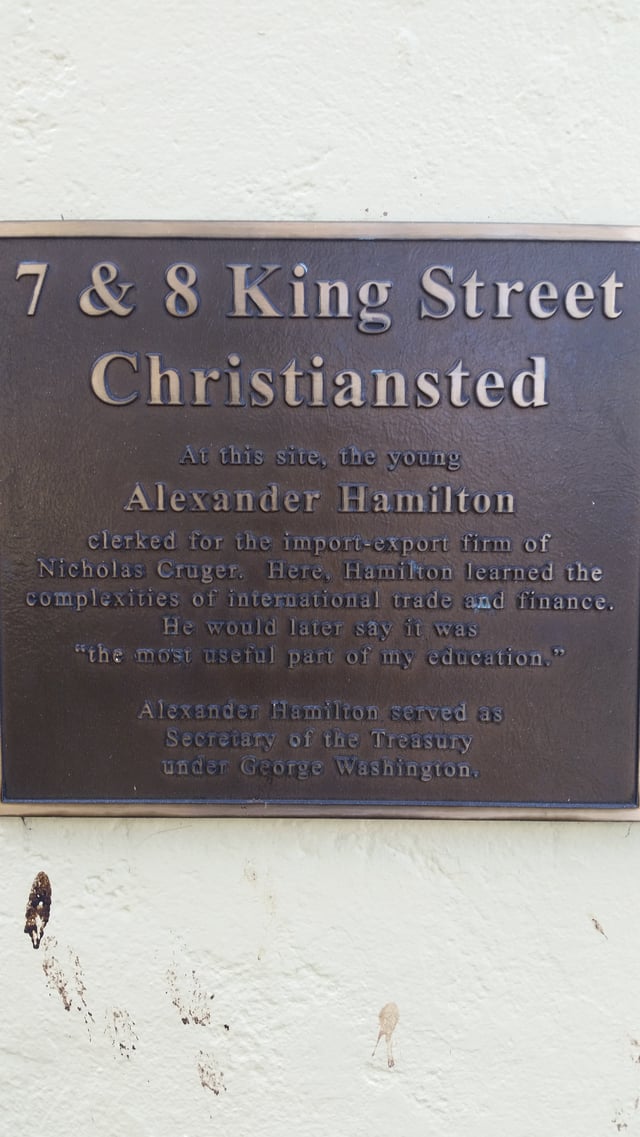 7 & 8 King Street
Christiansted
At this site, the young
Alexander Hamilton
clerked for the import-export firm of
Nicholas Cruger. Here, Hamilton learned the
complexities of international trade and finance.
He would later say it was
“the most useful part of my education.”
Alexander Hamilton served as
Secretary of the Treasury
under George Washington.